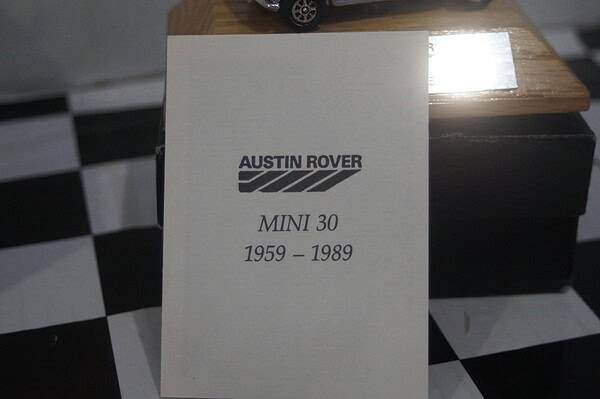 AUSTIN ROVER
MINI 30
1959 – 1989